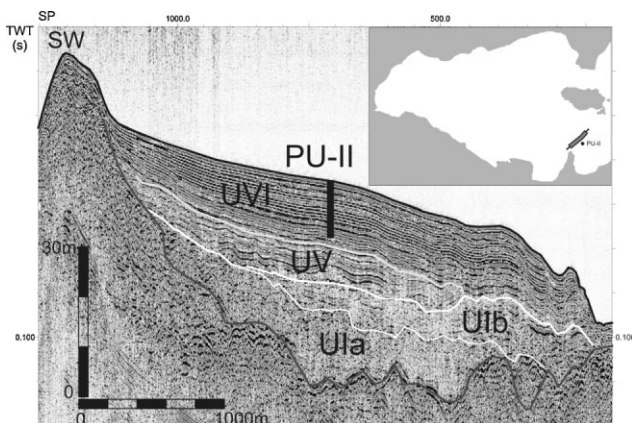 SP 1000.0 500.0
TWT
(s)
SW
PU-II
PU-II
UVI
30m
UV
0.100 0.100
UIb
UIa
0
0 1000m